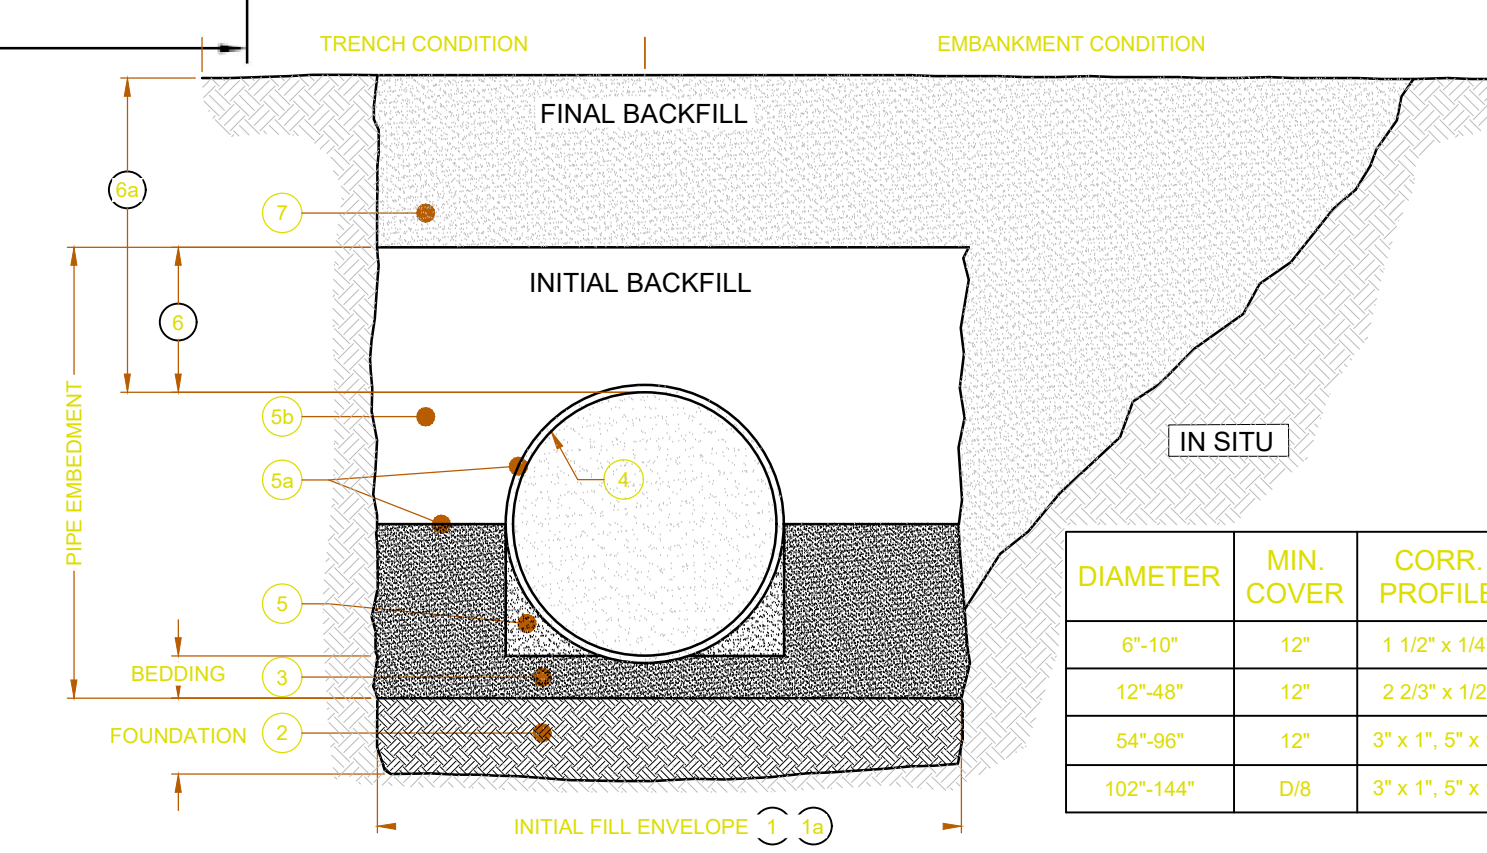 TRENCH CONDITION
EMBANKMENT CONDITION
FINAL BACKFILL
6a
7
INITIAL BACKFILL
6
5b
PIPE EMBEDMENT
5a
4
IN SITU
5
BEDDING
3
FOUNDATION
2
INITIAL FILL ENVELOPE 1 1a
DIAMETER MIN. COVER CORR. PROFILE
6"-10" 12" 1 1/2" x 1/4
12"-48" 12" 2 2/3" x 1/2
54"-96" 12" 3" x 1", 5" x
102"-144" D/8 3" x 1", 5" x